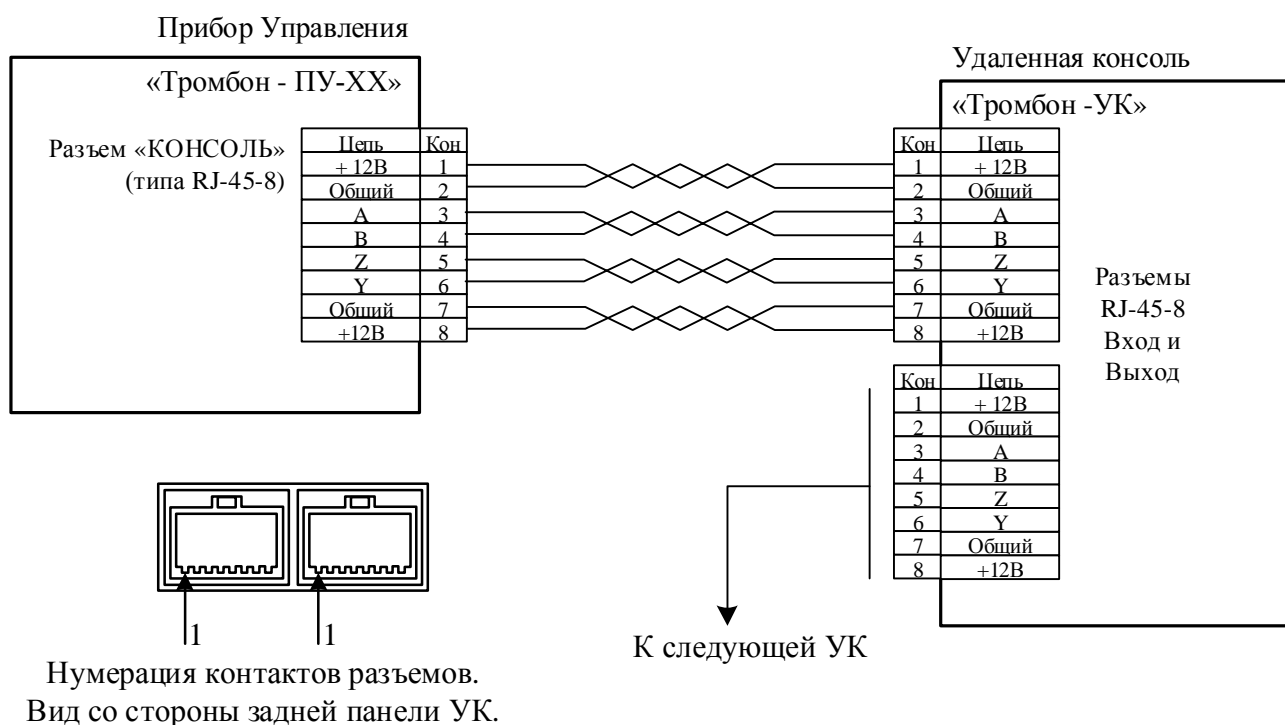 Прибор Управления
«Тромбон - ПУ-ХХ»
Разъем «КОНСОЛЬ»
(типа RJ-45-8)
Цепь Кон
+ 12В 1
Общий 2
A 3
B 4
Z 5
Y 6
Общий 7
+12В 8
Удаленная консоль
«Тромбон -УК»
Кон Цепь
1 + 12В
2 Общий
3 A
4 B
5 Z
6 Y
7 Общий
8 +12В
Разъемы
RJ-45-8
Вход и
Выход
Кон Цепь
1 + 12В
2 Общий
3 A
4 B
5 Z
6 Y
7 Общий
8 +12В
К следующей УК
1 1
Нумерация контактов разъемов.
Вид со стороны задней панели УК.